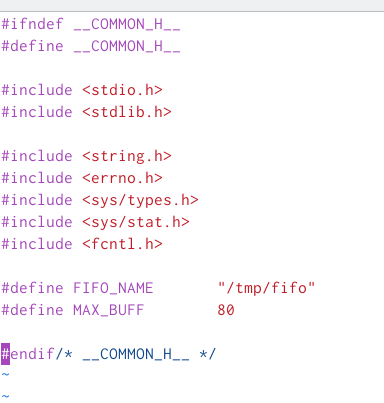 #ifndef __COMMON_H__
#define __COMMON_H__

#include <stdio.h>
#include <stdlib.h>

#include <string.h>
#include <errno.h>
#include <sys/types.h>
#include <sys/stat.h>
#include <fcntl.h>

#define FIFO_NAME       "/tmp/fifo"
#define MAX_BUFF        80

#endif/* __COMMON_H__ */
~
~